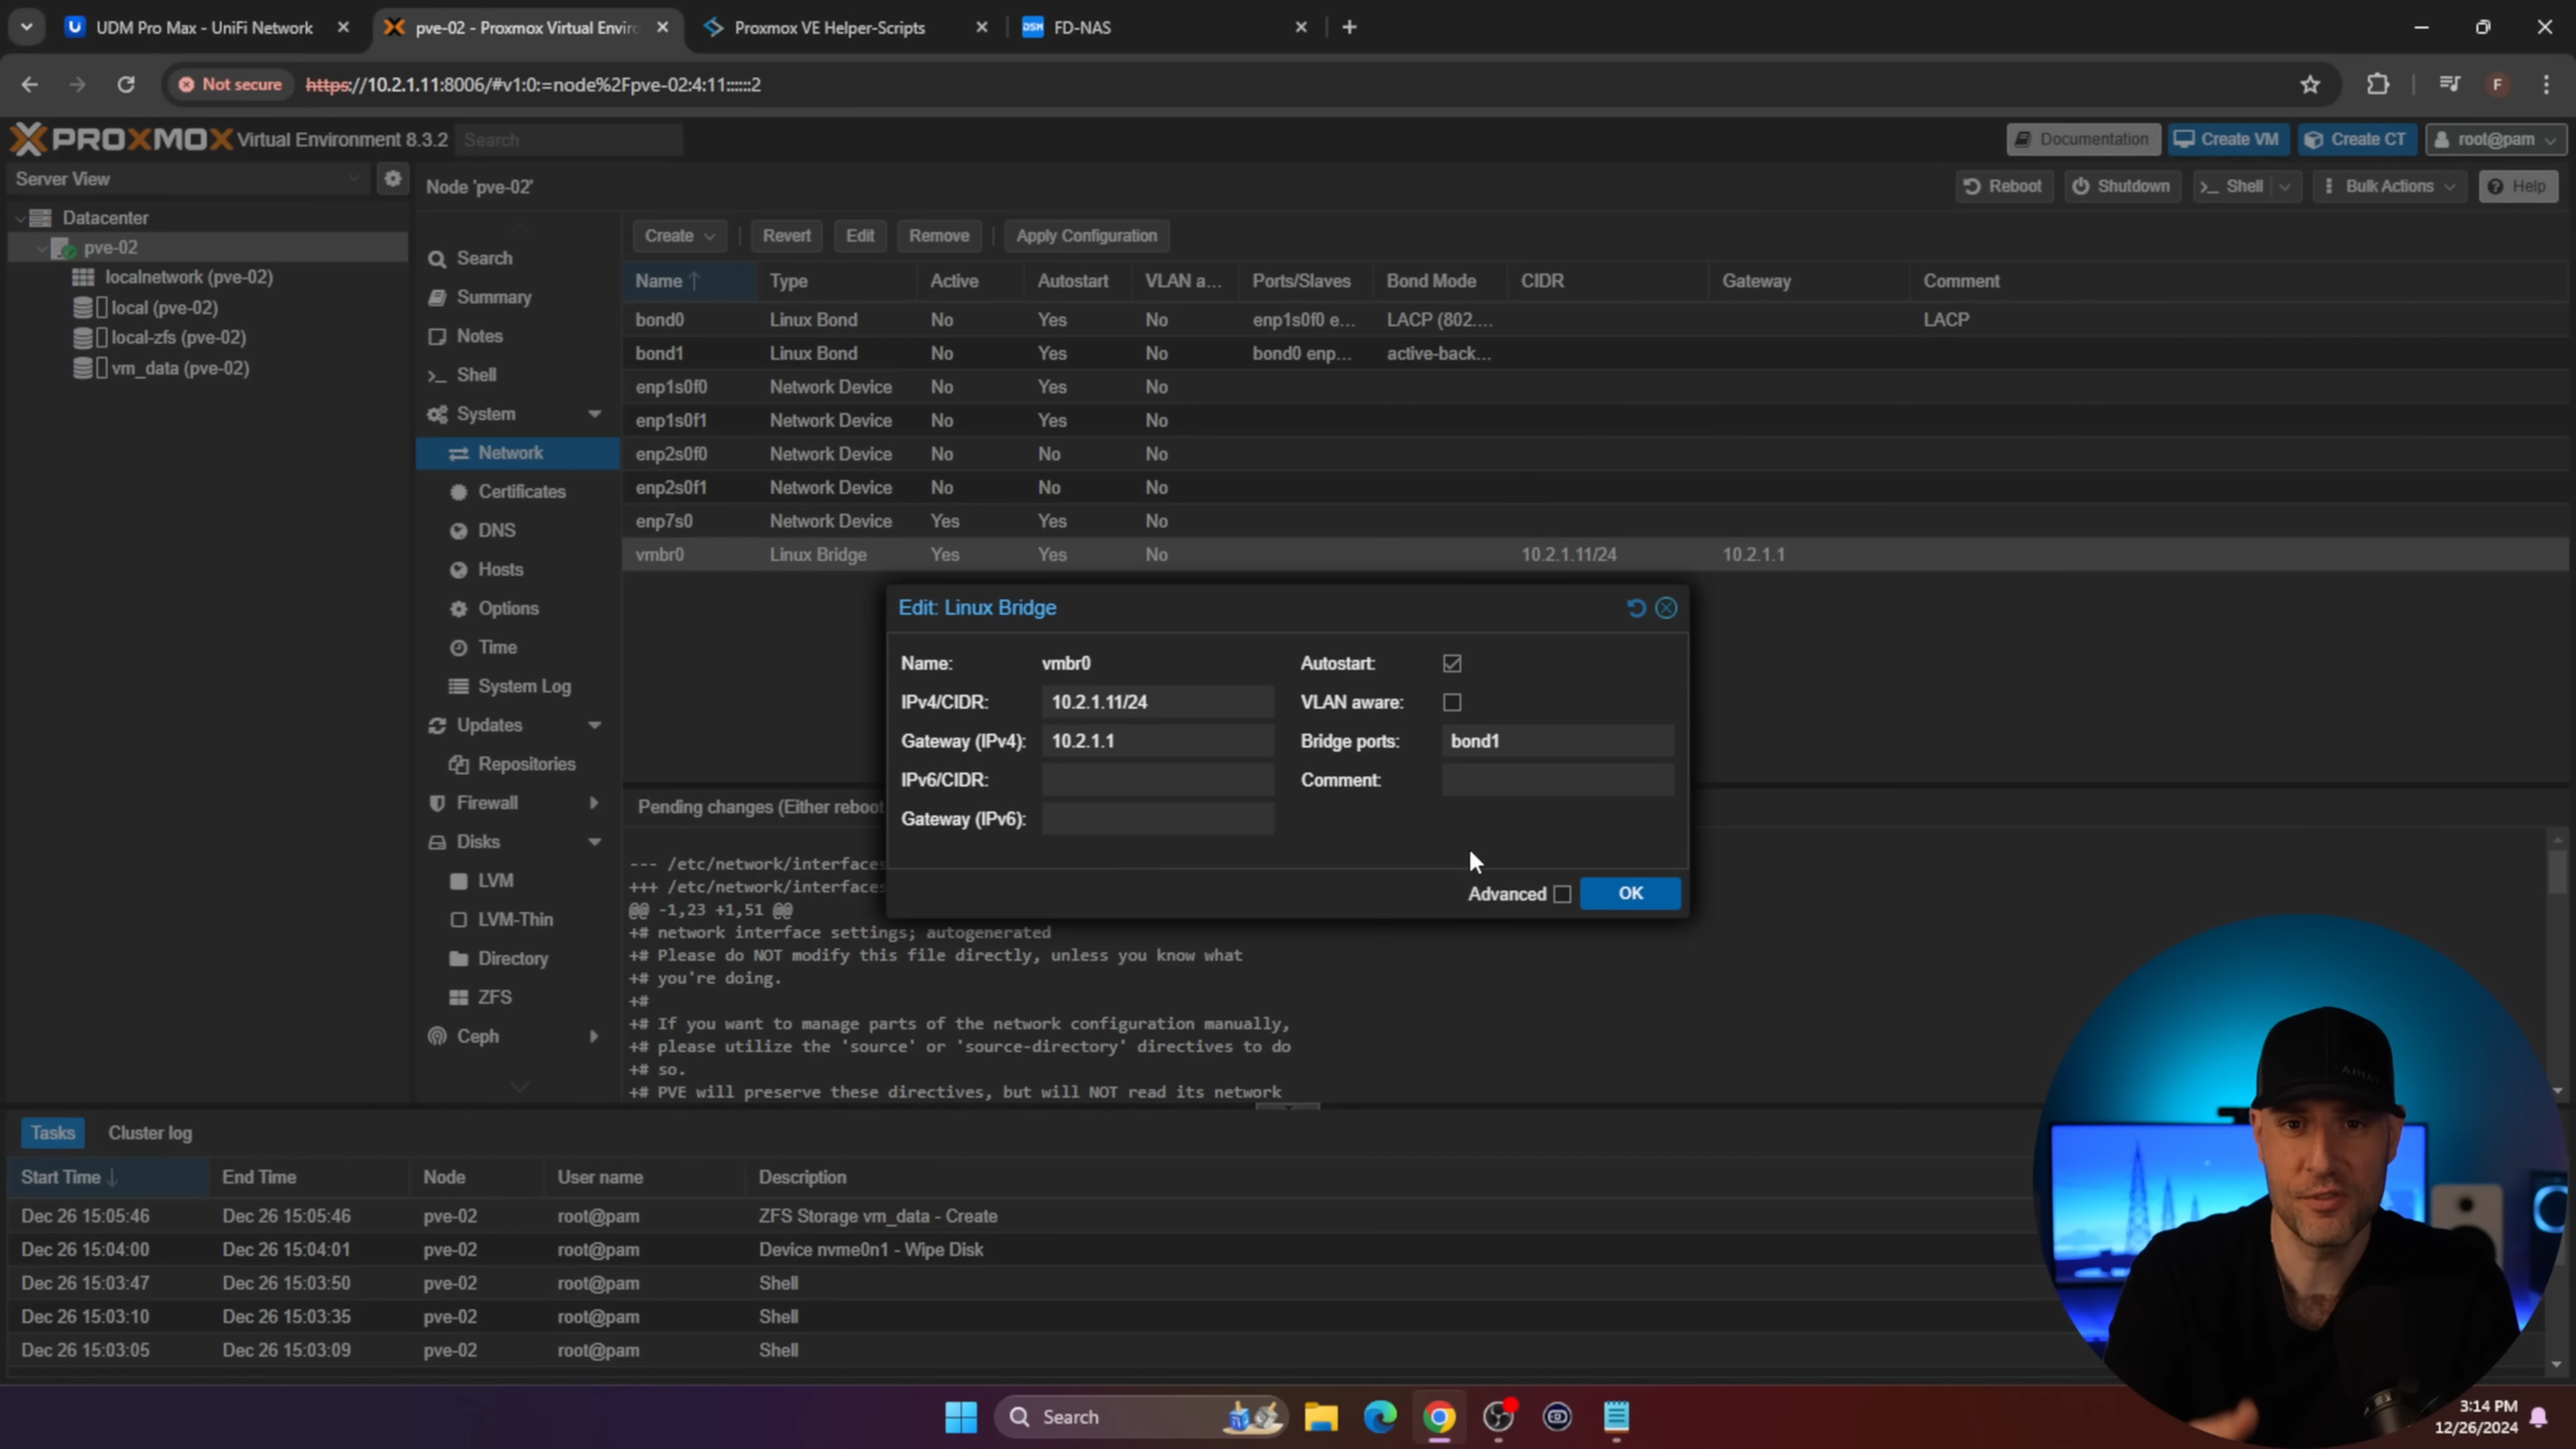 UDM Pro Max - UniFi Network
pve-02 - Proxmox Virtual Enviro
Proxmox VE Helper-Scripts
DSM FD-NAS
Not secure https://10.2.1.11:8006/#v1:0:=node%2Fpve-02:4:11::::::2
F
PROXMOX Virtual Environment 8.3.2 Search
Documentation Create VM Create CT root@pam
Server View
Node 'pve-02'
Reboot Shutdown >_ Shell Bulk Actions Help
Datacenter
pve-02
localnetwork (pve-02)
local (pve-02)
local-zfs (pve-02)
vm_data (pve-02)
Search
Summary
Notes
>_ Shell
System
Network
Certificates
DNS
Hosts
Options
Time
System Log
Updates
Repositories
Firewall
Disks
LVM
LVM-Thin
Directory
ZFS
Ceph
Create Revert Edit Remove Apply Configuration
Name ↑ Type Active Autostart VLAN a... Ports/Slaves Bond Mode CIDR Gateway Comment
bond0 Linux Bond No Yes No enp1s0f0 e... LACP (802.... LACP
bond1 Linux Bond No Yes No bond0 enp... active-back...
enp1s0f0 Network Device No Yes No
enp1s0f1 Network Device No Yes No
enp2s0f0 Network Device No No No
enp2s0f1 Network Device No No No
enp7s0 Network Device Yes Yes No
vmbr0 Linux Bridge Yes Yes No 10.2.1.11/24 10.2.1.1
Edit: Linux Bridge
Name: vmbr0 Autostart:
IPv4/CIDR: 10.2.1.11/24 VLAN aware:
Gateway (IPv4): 10.2.1.1 Bridge ports: bond1
IPv6/CIDR: Comment:
Gateway (IPv6):
Advanced OK
Pending changes (Either reboot
--- /etc/network/interfaces
+++ /etc/network/interfaces
@@ -1,23 +1,51 @@
+# network interface settings; autogenerated
+# Please do NOT modify this file directly, unless you know what
+# you're doing.
+#
+# If you want to manage parts of the network configuration manually,
+# please utilize the 'source' or 'source-directory' directives to do
+# so.
+# PVE will preserve these directives, but will NOT read its network
Tasks Cluster log
Start Time ↓ End Time Node User name Description
Dec 26 15:05:46 Dec 26 15:05:46 pve-02 root@pam ZFS Storage vm_data - Create
Dec 26 15:04:00 Dec 26 15:04:01 pve-02 root@pam Device nvme0n1 - Wipe Disk
Dec 26 15:03:47 Dec 26 15:03:50 pve-02 root@pam Shell
Dec 26 15:03:10 Dec 26 15:03:35 pve-02 root@pam Shell
Dec 26 15:03:05 Dec 26 15:03:09 pve-02 root@pam Shell
Search
3:14 PM
12/26/2024